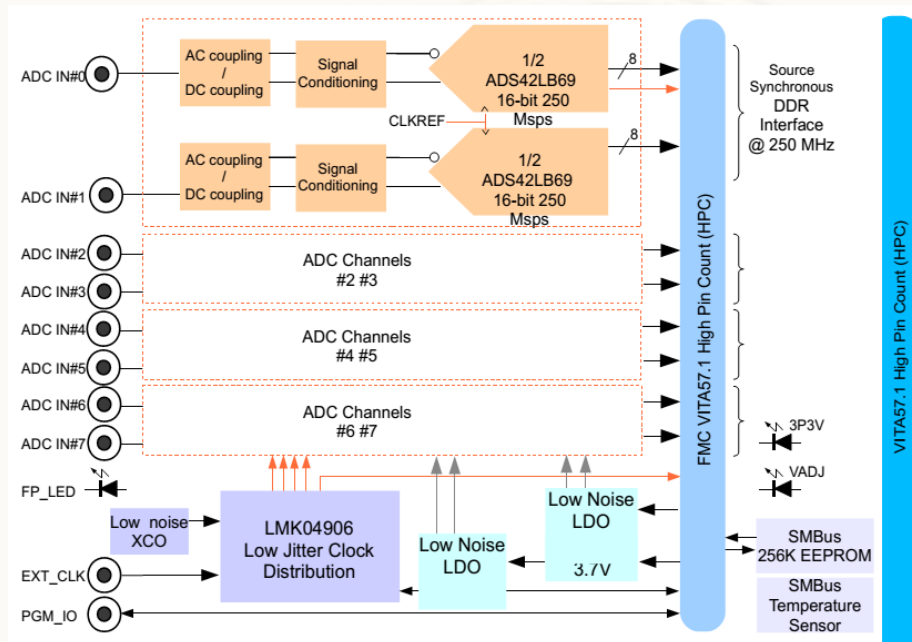 ADC IN#0
AC coupling
/
DC coupling
Signal
Conditioning
1/2
ADS42LB69
16-bit 250
Msps
8
Source
Synchronous
DDR
Interface
@ 250 MHz
CLKREF
ADC IN#1
AC coupling
/
DC coupling
Signal
Conditioning
1/2
ADS42LB69
16-bit 250
Msps
8
ADC IN#2
ADC IN#3
ADC Channels
#2 #3
ADC IN#4
ADC IN#5
ADC Channels
#4 #5
ADC IN#6
ADC IN#7
ADC Channels
#6 #7
FMC VITA57.1 High Pin Count (HPC)
VITA57.1 High Pin Count (HPC)
3P3V
VADJ
FP_LED
Low noise
XCO
LMK04906
Low Jitter Clock
Distribution
Low Noise
LDO
Low Noise
LDO
3.7V
SMBus
256K EEPROM
SMBus
Temperature
Sensor
EXT_CLK
PGM_IO